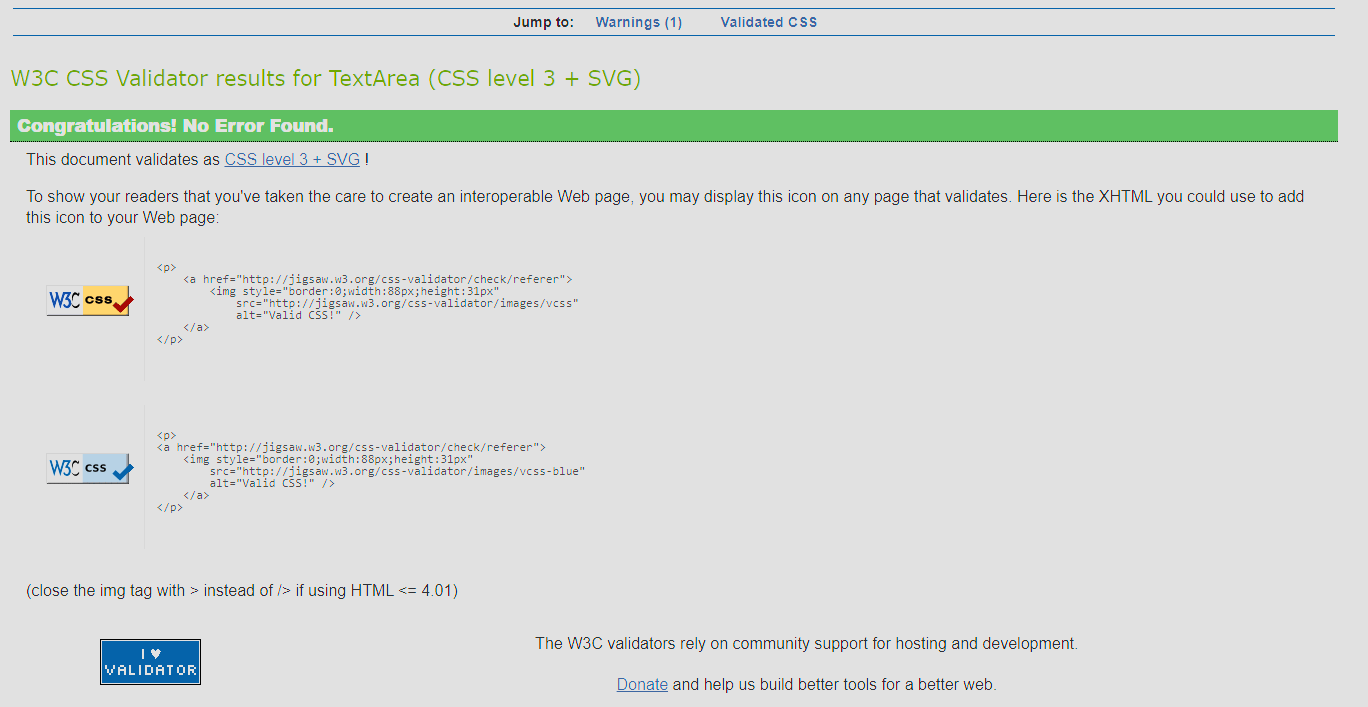 Jump to: Warnings (1) Validated CSS
W3C CSS Validator results for TextArea (CSS level 3 + SVG)
Congratulations! No Error Found.
This document validates as CSS level 3 + SVG !
To show your readers that you've taken the care to create an interoperable Web page, you may display this icon on any page that validates. Here is the XHTML you could use to add
this icon to your Web page:
W3C css
<p>
<a href="http://jigsaw.w3.org/css-validator/check/referer">
<img style="border:0;width:88px;height:31px"
src="http://jigsaw.w3.org/css-validator/images/vcss"
alt="Valid CSS!" />
</a>
</p>
W3C css
<p>
<a href="http://jigsaw.w3.org/css-validator/check/referer">
<img style="border:0;width:88px;height:31px"
src="http://jigsaw.w3.org/css-validator/images/vcss-blue"
alt="Valid CSS!" />
</a>
</p>
(close the img tag with > instead of /> if using HTML <= 4.01)
I ♥
VALIDATOR
The W3C validators rely on community support for hosting and development.
Donate and help us build better tools for a better web.